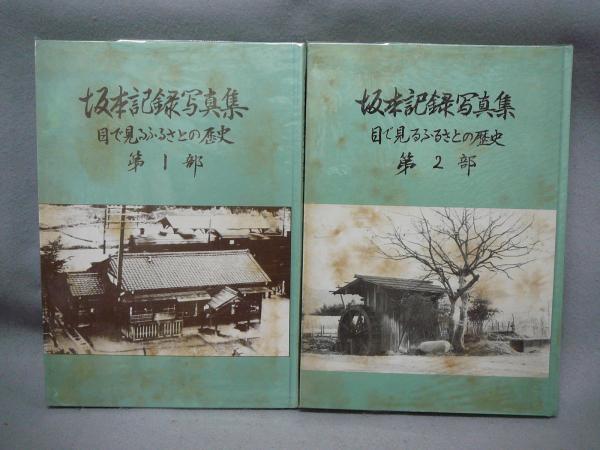 坂本記録写真集
目で見るふるさとの歴史
第1部
坂本記録写真集
目で見るふるさとの歴史
第2部